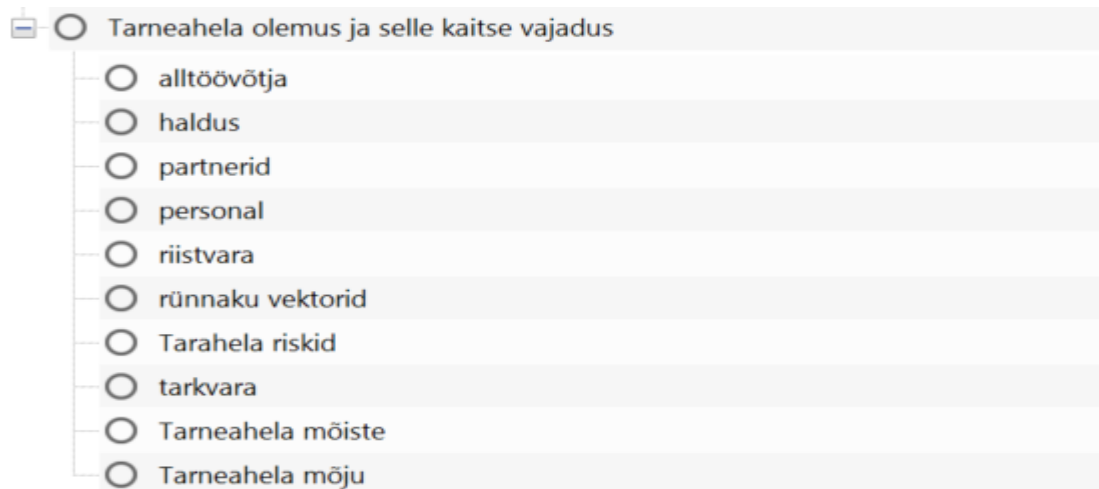 Tarneahela olemus ja selle kaitse vajadus
alltöövõtja
haldus
partnerid
personal
riistvara
rünnaku vektorid
Tarahela riskid
tarkvara
Tarneahela mõiste
Tarneahela mõju